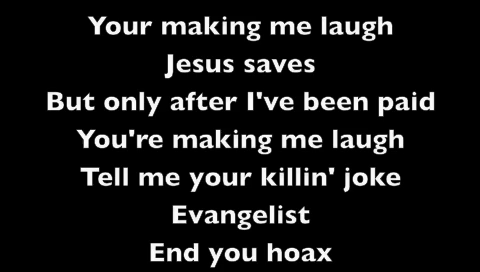 Your making me laugh
Jesus saves
But only after I've been paid
You're making me laugh
Tell me your killin' joke
Evangelist
End you hoax